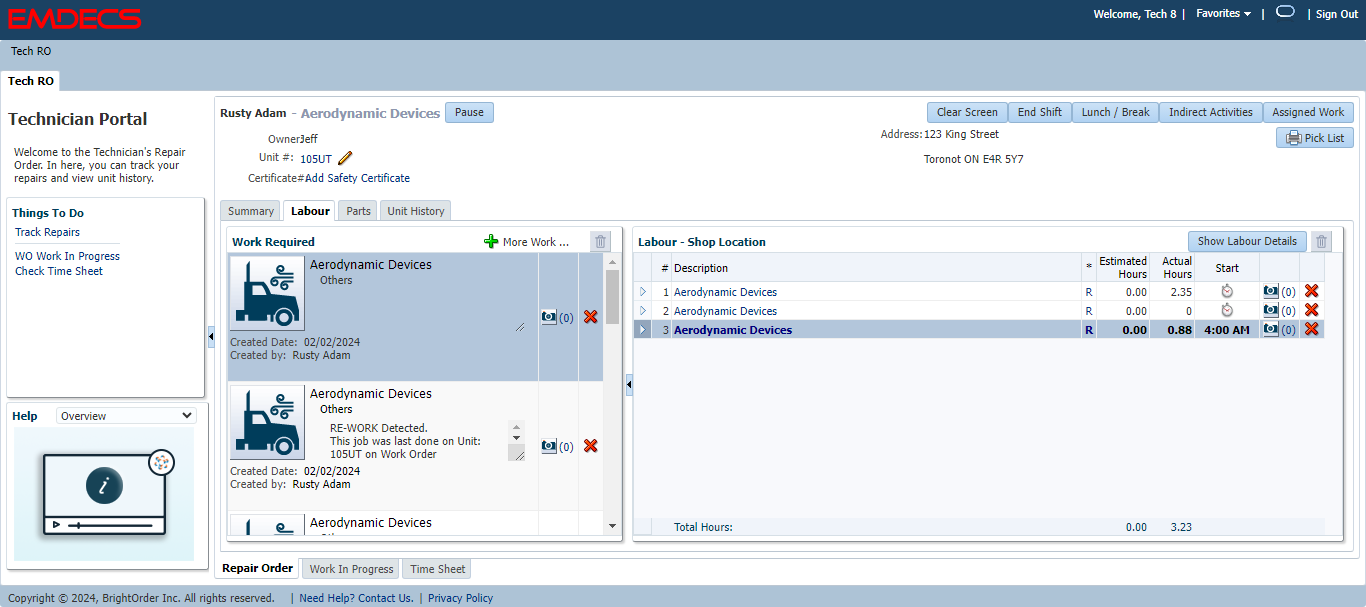 EMDECS
Welcome, Tech 8 | Favorites | | Sign Out
Tech RO
Tech RO
Technician Portal
Welcome to the Technician's Repair
Order. In here, you can track your
repairs and view unit history.
Things To Do
Track Repairs
WO Work In Progress
Check Time Sheet
Help Overview
Rusty Adam - Aerodynamic Devices Pause
Clear Screen End Shift Lunch / Break Indirect Activities Assigned Work
Owner: Jeff
Address: 123 King Street
Pick List
Unit #: 105UT
Toronot ON E4R 5Y7
Certificate# Add Safety Certificate
Summary Labour Parts Unit History
Work Required More Work ...
Aerodynamic Devices
Others
(0)
Created Date: 02/02/2024
Created by: Rusty Adam
Aerodynamic Devices
Others
RE-WORK Detected.
This job was last done on Unit:
105UT on Work Order
(0)
Created Date: 02/02/2024
Created by: Rusty Adam
Aerodynamic Devices
Labour - Shop Location Show Labour Details
# Description * Estimated Hours Actual Hours Start
1 Aerodynamic Devices R 0.00 2.35 (0)
2 Aerodynamic Devices R 0.00 0 (0)
3 Aerodynamic Devices R 0.00 0.88 4:00 AM (0)
Total Hours: 0.00 3.23
Repair Order Work In Progress Time Sheet
Copyright © 2024, BrightOrder Inc. All rights reserved. | Need Help? Contact Us. | Privacy Policy